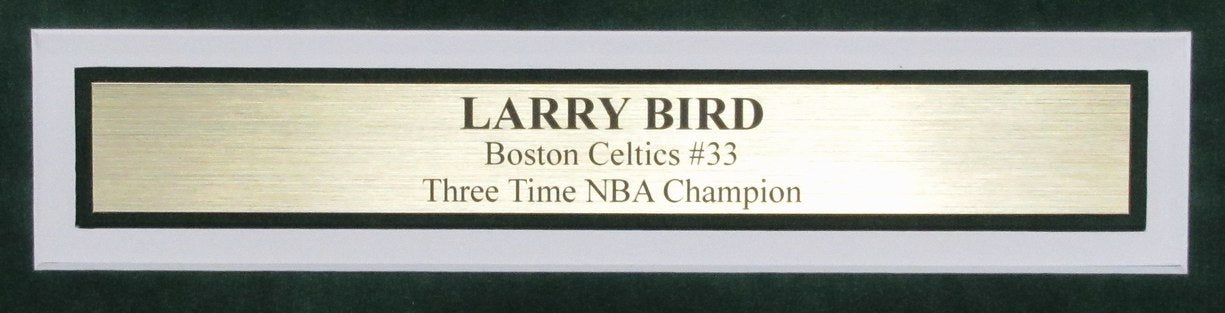 LARRY BIRD
Boston Celtics #33
Three Time NBA Champion